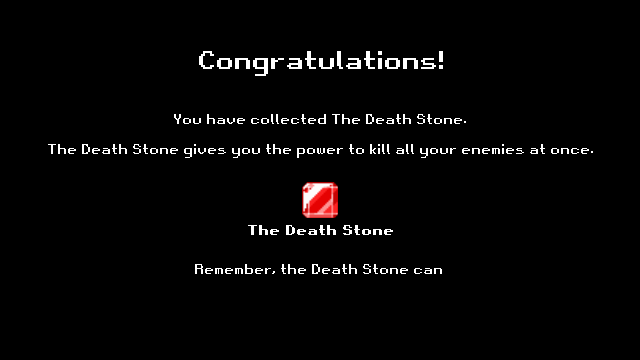 Congratulations!
You have collected The Death Stone.
The Death Stone gives you the power to kill all your enemies at once.
The Death Stone
Remember, the Death Stone can